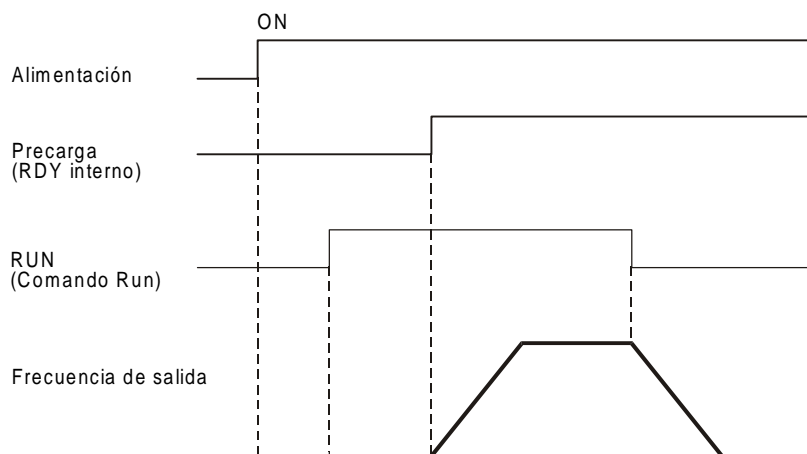 ON
Alimentación
Precarga
(RDY interno)
RUN
(Comando Run)
Frecuencia de salida